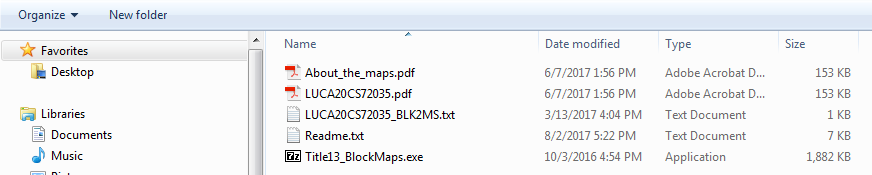 Organize New folder
Favorites
Desktop
Libraries
Documents
Music
Name Date modified Type Size
About_the_maps.pdf 6/7/2017 1:56 PM Adobe Acrobat D... 153 KB
LUCA20CS72035.pdf 6/7/2017 1:56 PM Adobe Acrobat D... 153 KB
LUCA20CS72035_BLK2MS.txt 3/13/2017 4:04 PM Text Document 1 KB
Readme.txt 8/2/2017 5:22 PM Text Document 7 KB
7z Title13_BlockMaps.exe 10/3/2016 4:54 PM Application 1,882 KB